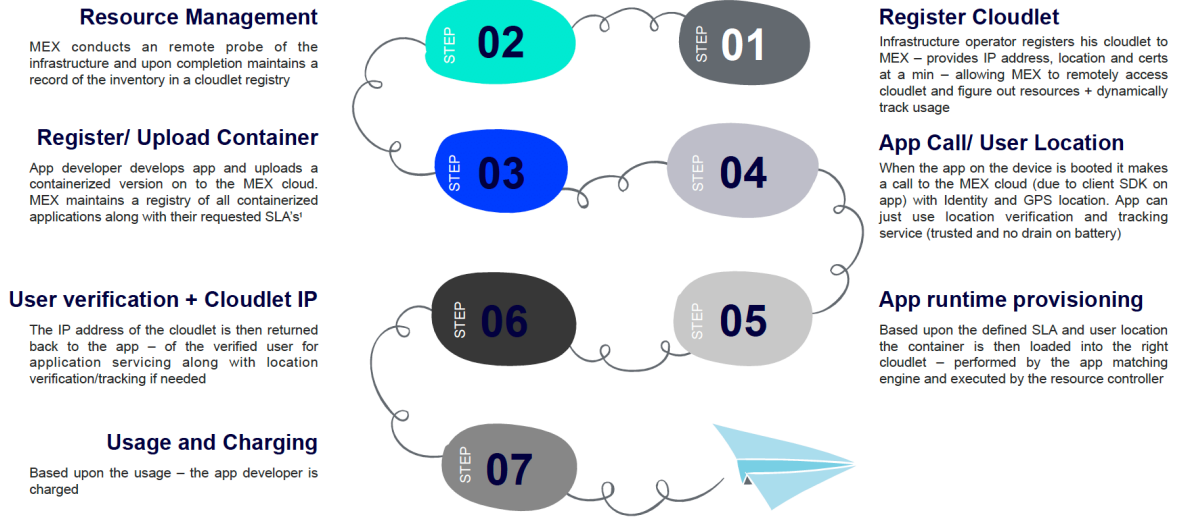 STEP
01
Register Cloudlet
Infrastructure operator registers his cloudlet to
MEX – provides IP address, location and certs
at a min – allowing MEX to remotely access
cloudlet and figure out resources + dynamically
track usage
STEP
02
Resource Management
MEX conducts an remote probe of the
infrastructure and upon completion maintains a
record of the inventory in a cloudlet registry
STEP
03
Register/ Upload Container
App developer develops app and uploads a
containerized version on to the MEX cloud.
MEX maintains a registry of all containerized
applications along with their requested SLA's¹
STEP
04
App Call/ User Location
When the app on the device is booted it makes
a call to the MEX cloud (due to client SDK on
app) with Identity and GPS location. App can
just use location verification and tracking
service (trusted and no drain on battery)
STEP
05
App runtime provisioning
Based upon the defined SLA and user location
the container is then loaded into the right
cloudlet – performed by the app matching
engine and executed by the resource controller
STEP
06
User verification + Cloudlet IP
The IP address of the cloudlet is then returned
back to the app – of the verified user for
application servicing along with location
verification/tracking if needed
STEP
07
Usage and Charging
Based upon the usage – the app developer is
charged